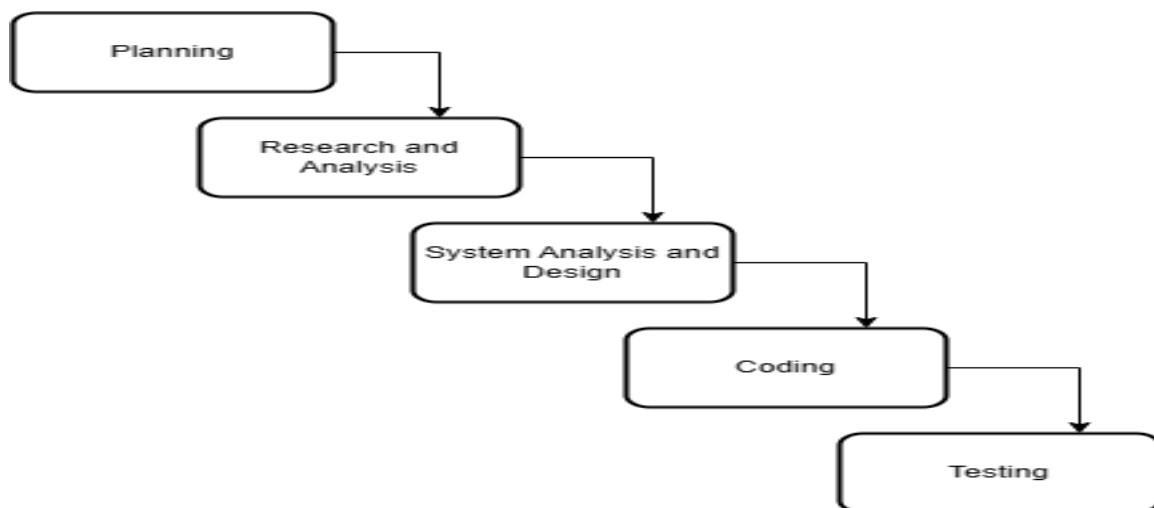 Planning
Research and
Analysis
System Analysis and
Design
Coding
Testing